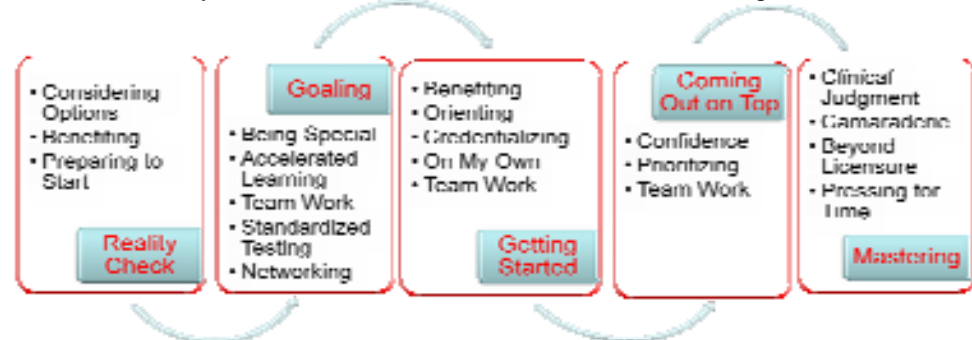 • Considering
Options
• Benefiting
• Preparing to
Start
Reality
Check
Goaling
• Being Special
• Accelerated
Learning
• Team Work
• Standardized
Testing
• Networking
• Benefiting
• Orienting
• Credentializing
• On My Own
• Team Work
Getting
Started
Coming
Out on Top
• Confidence
• Prioritizing
• Team Work
• Clinical
Judgment
• Camaraderie
• Beyond
Licensure
• Pressing for
Time
Mastering